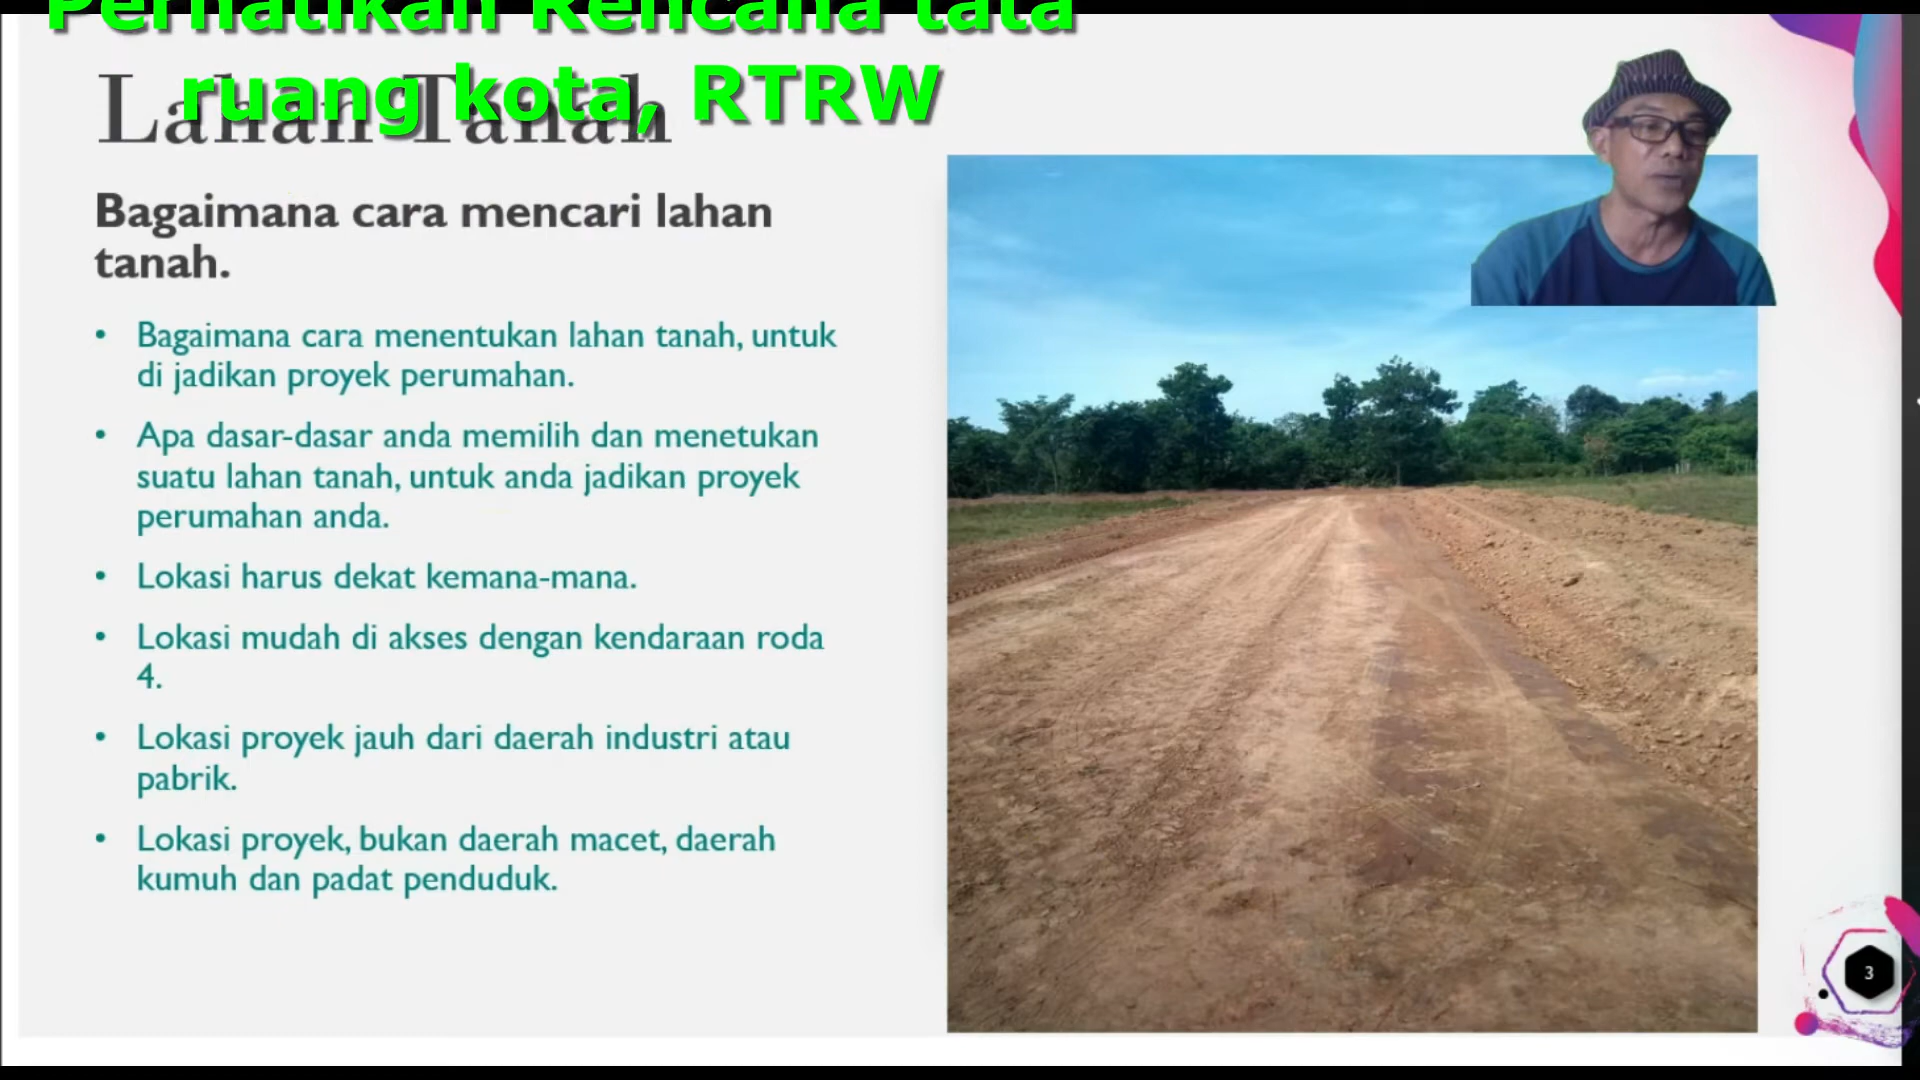 Perhatikan Rencana tata
ruang kota, RTRW
Lahan Tanah
Bagaimana cara mencari lahan
tanah.
• Bagaimana cara menentukan lahan tanah, untuk
di jadikan proyek perumahan.
• Apa dasar-dasar anda memilih dan menetukan
suatu lahan tanah, untuk anda jadikan proyek
perumahan anda.
• Lokasi harus dekat kemana-mana.
• Lokasi mudah di akses dengan kendaraan roda
4.
• Lokasi proyek jauh dari daerah industri atau
pabrik.
• Lokasi proyek, bukan daerah macet, daerah
kumuh dan padat penduduk.
3